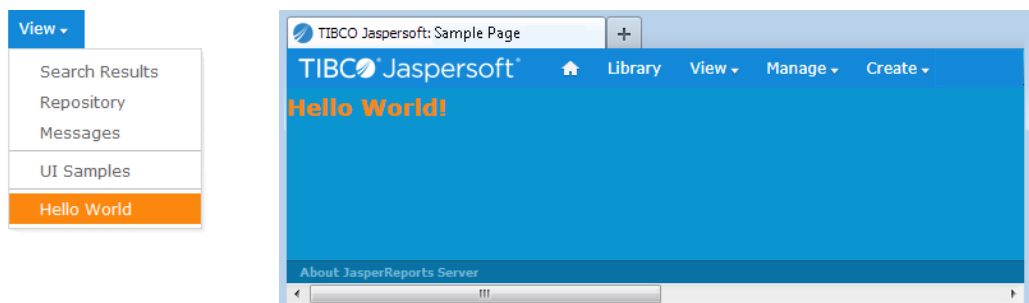 View
Search Results
Repository
Messages
UI Samples
Hello World
TIBCO Jaspersoft: Sample Page
TIBCO Jaspersoft® Library View Manage Create
Hello World!
About JasperReports Server